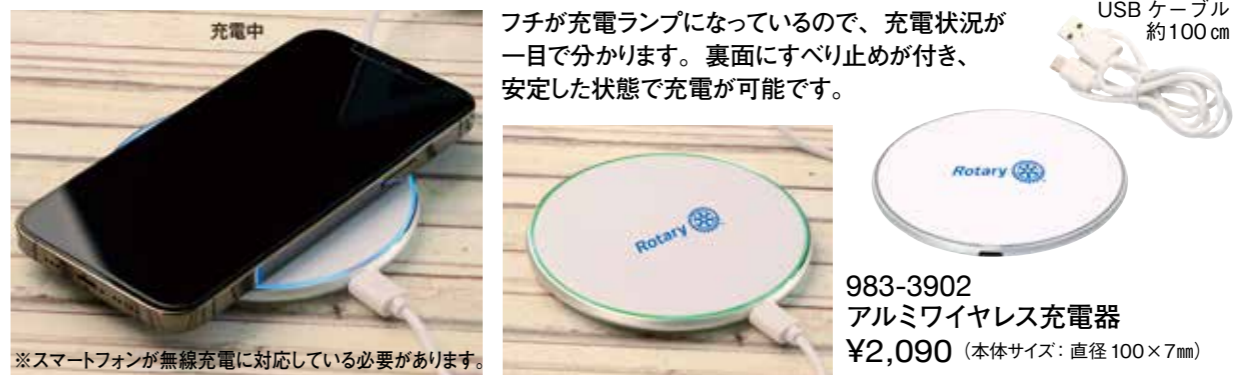 充電中
※スマートフォンが無線充電に対応している必要があります。
フチが充電ランプになっているので、充電状況が
一目で分かります。裏面にすべり止めが付き、
安定した状態で充電が可能です。
Rotary
USB ケーブル
約100㎝
Rotary
983-3902
アルミワイヤレス充電器
¥2,090（本体サイズ：直径100×7㎜）